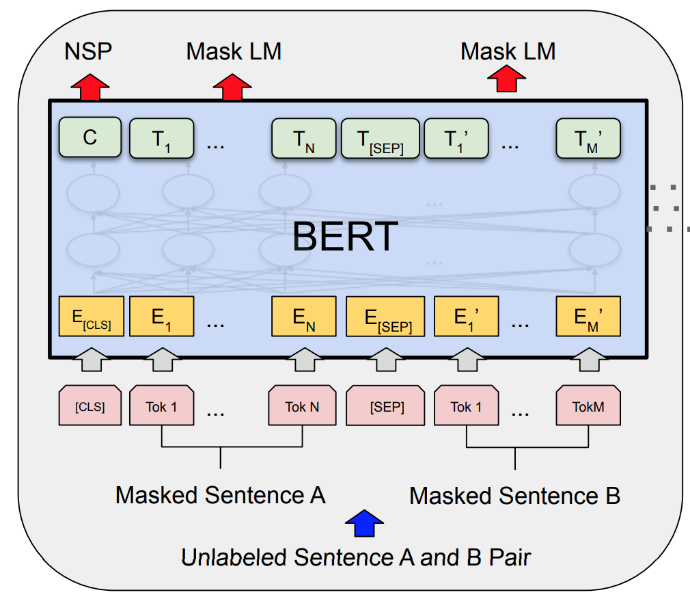 NSP Mask LM Mask LM
C T1 ... TN T[SEP] T1’ ... TM’
...
BERT
...
E[CLS] E1 ... EN E[SEP] E1’ ... EM’
[CLS] Tok 1 ... Tok N [SEP] Tok 1 ... TokM
Masked Sentence A Masked Sentence B
Unlabeled Sentence A and B Pair